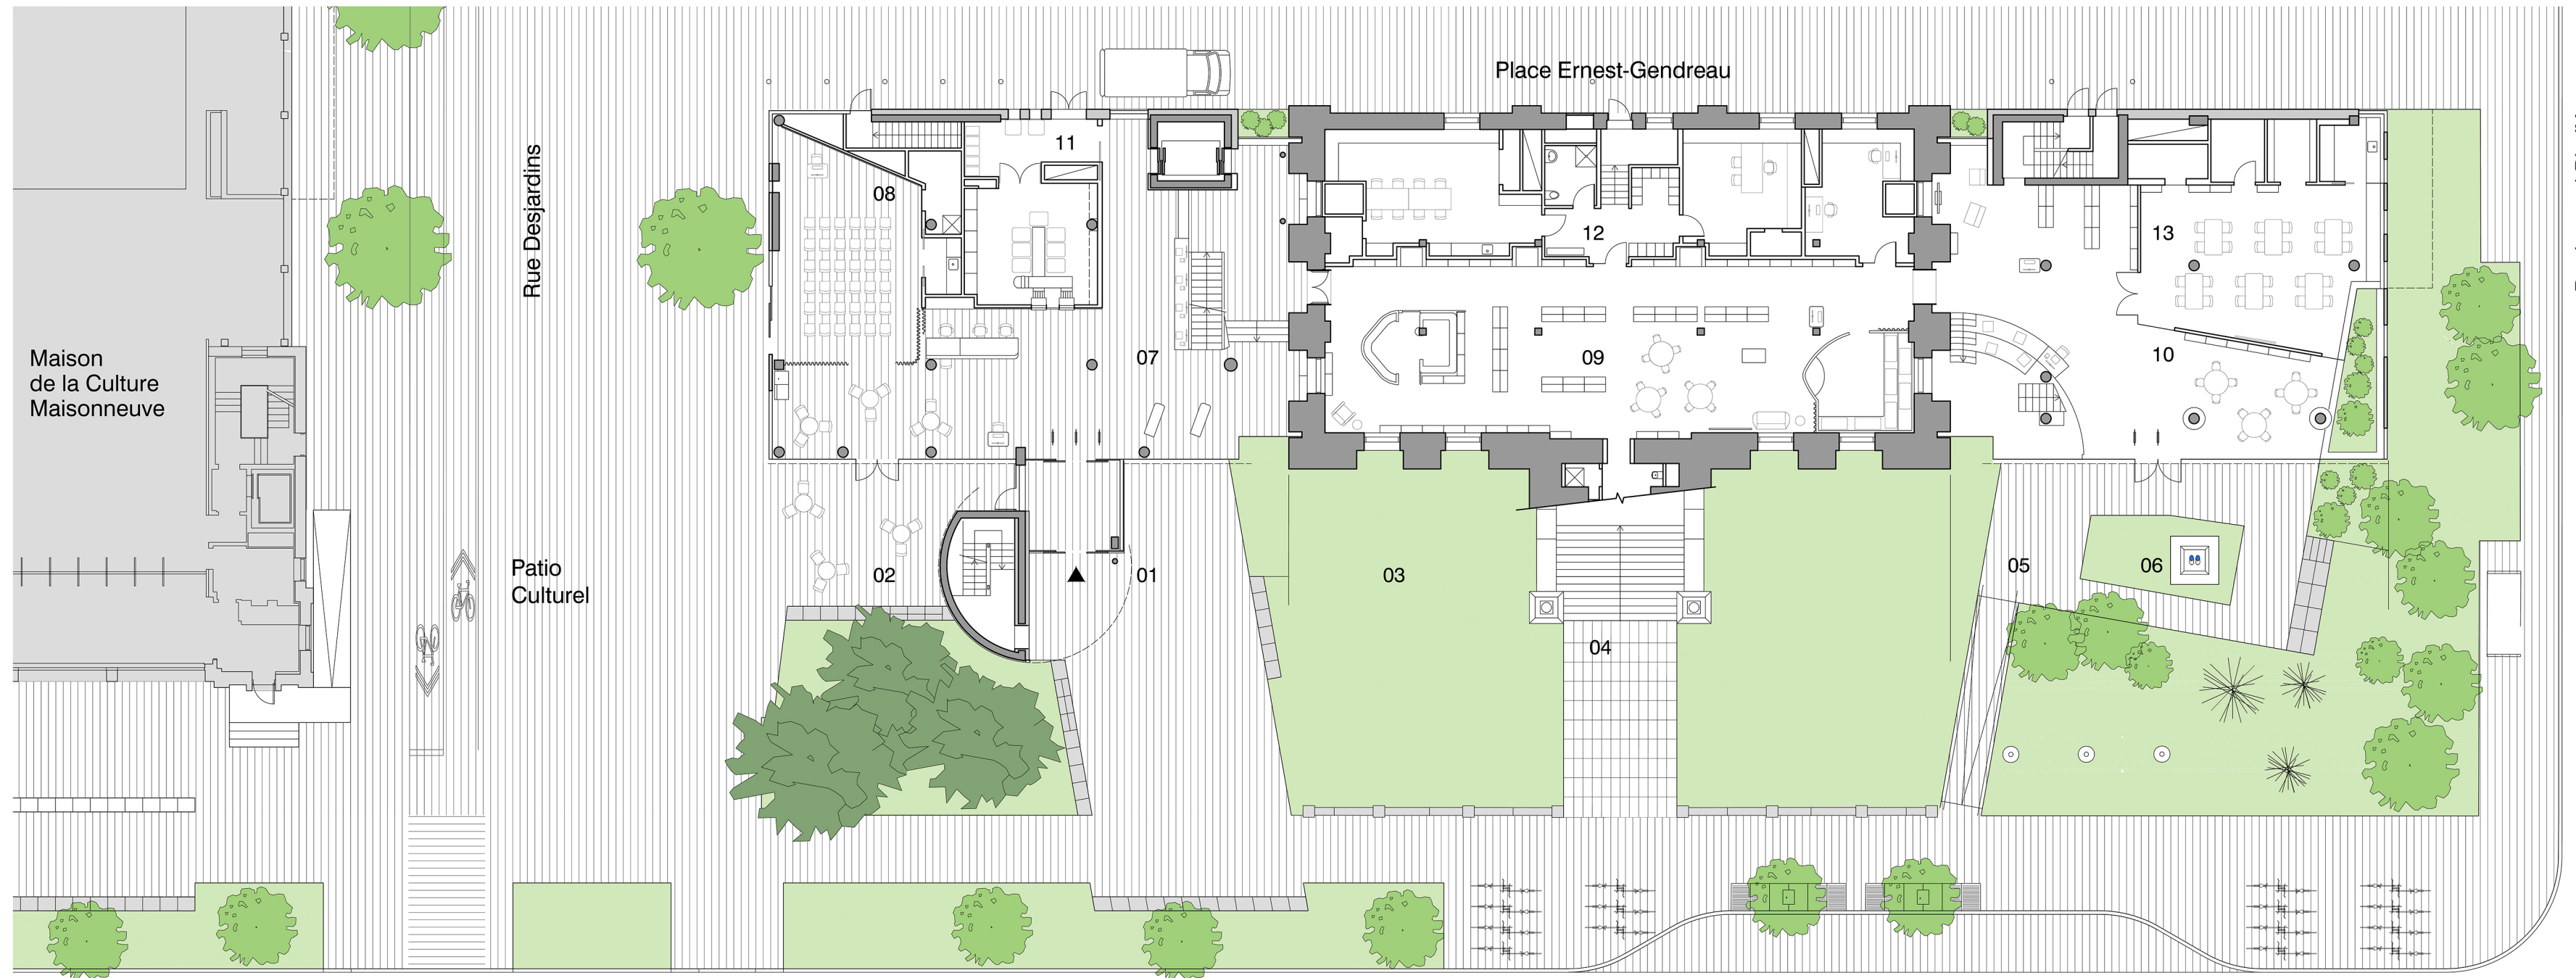 Place Ernest-Gendreau
Rue Desjardins
Maison
de la Culture
Maisonneuve
Patio
Culturel
11
08
12
13
07
09
10
02
01
03
05
06
04